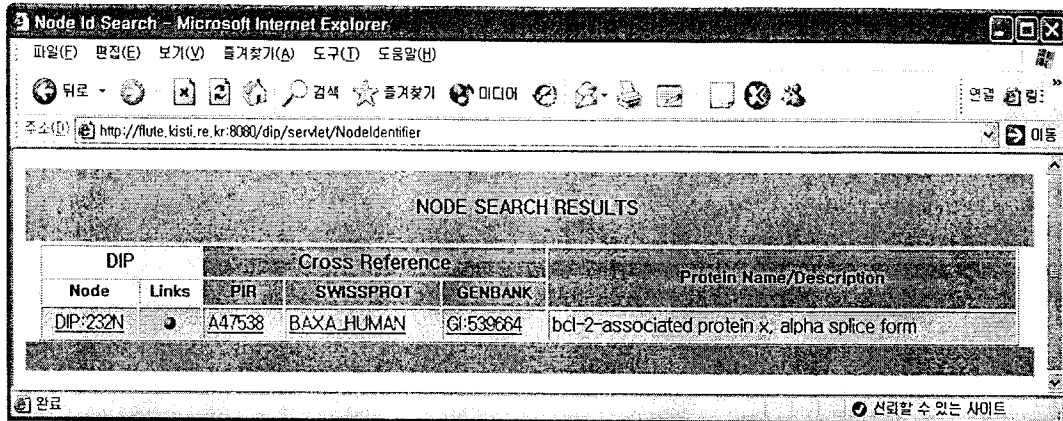 Node Id Search - Microsoft Internet Explorer
파일(F) 편집(E) 보기(V) 즐겨찾기(A) 도구(T) 도움말(H)
뒤로 검색 즐겨찾기 미디어 연결 »
주소(D) http://flute.kisti.re.kr:8080/dip/servlet/NodeIdentifier 이동
NODE SEARCH RESULTS
DIP Cross Reference Protein Name/Description
Node Links PIR SWISSPROT GENBANK
DIP:232N A47538 BAXA_HUMAN GI:539664 bcl-2-associated protein x, alpha splice form
완료 신뢰할 수 있는 사이트